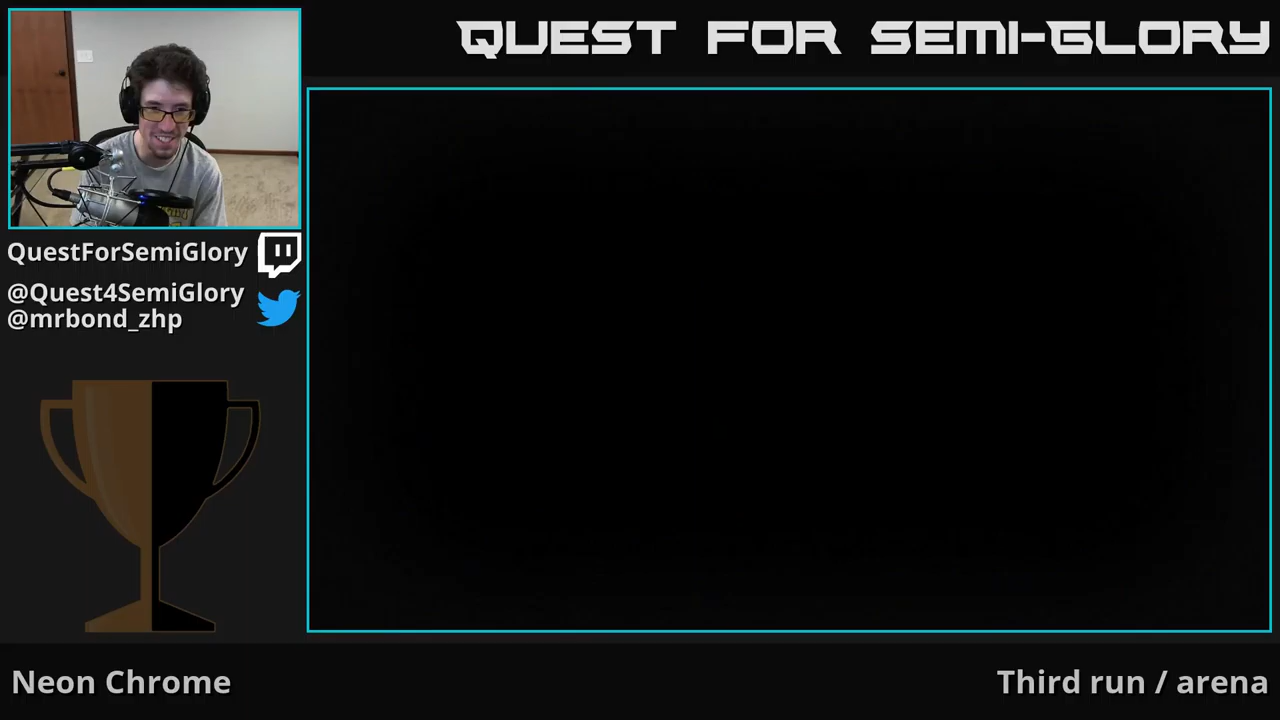 QUEST FOR SEMI-GLORY
QuestForSemiGlory
@Quest4SemiGlory
@mrbond_zhp
Neon Chrome
Third run / arena